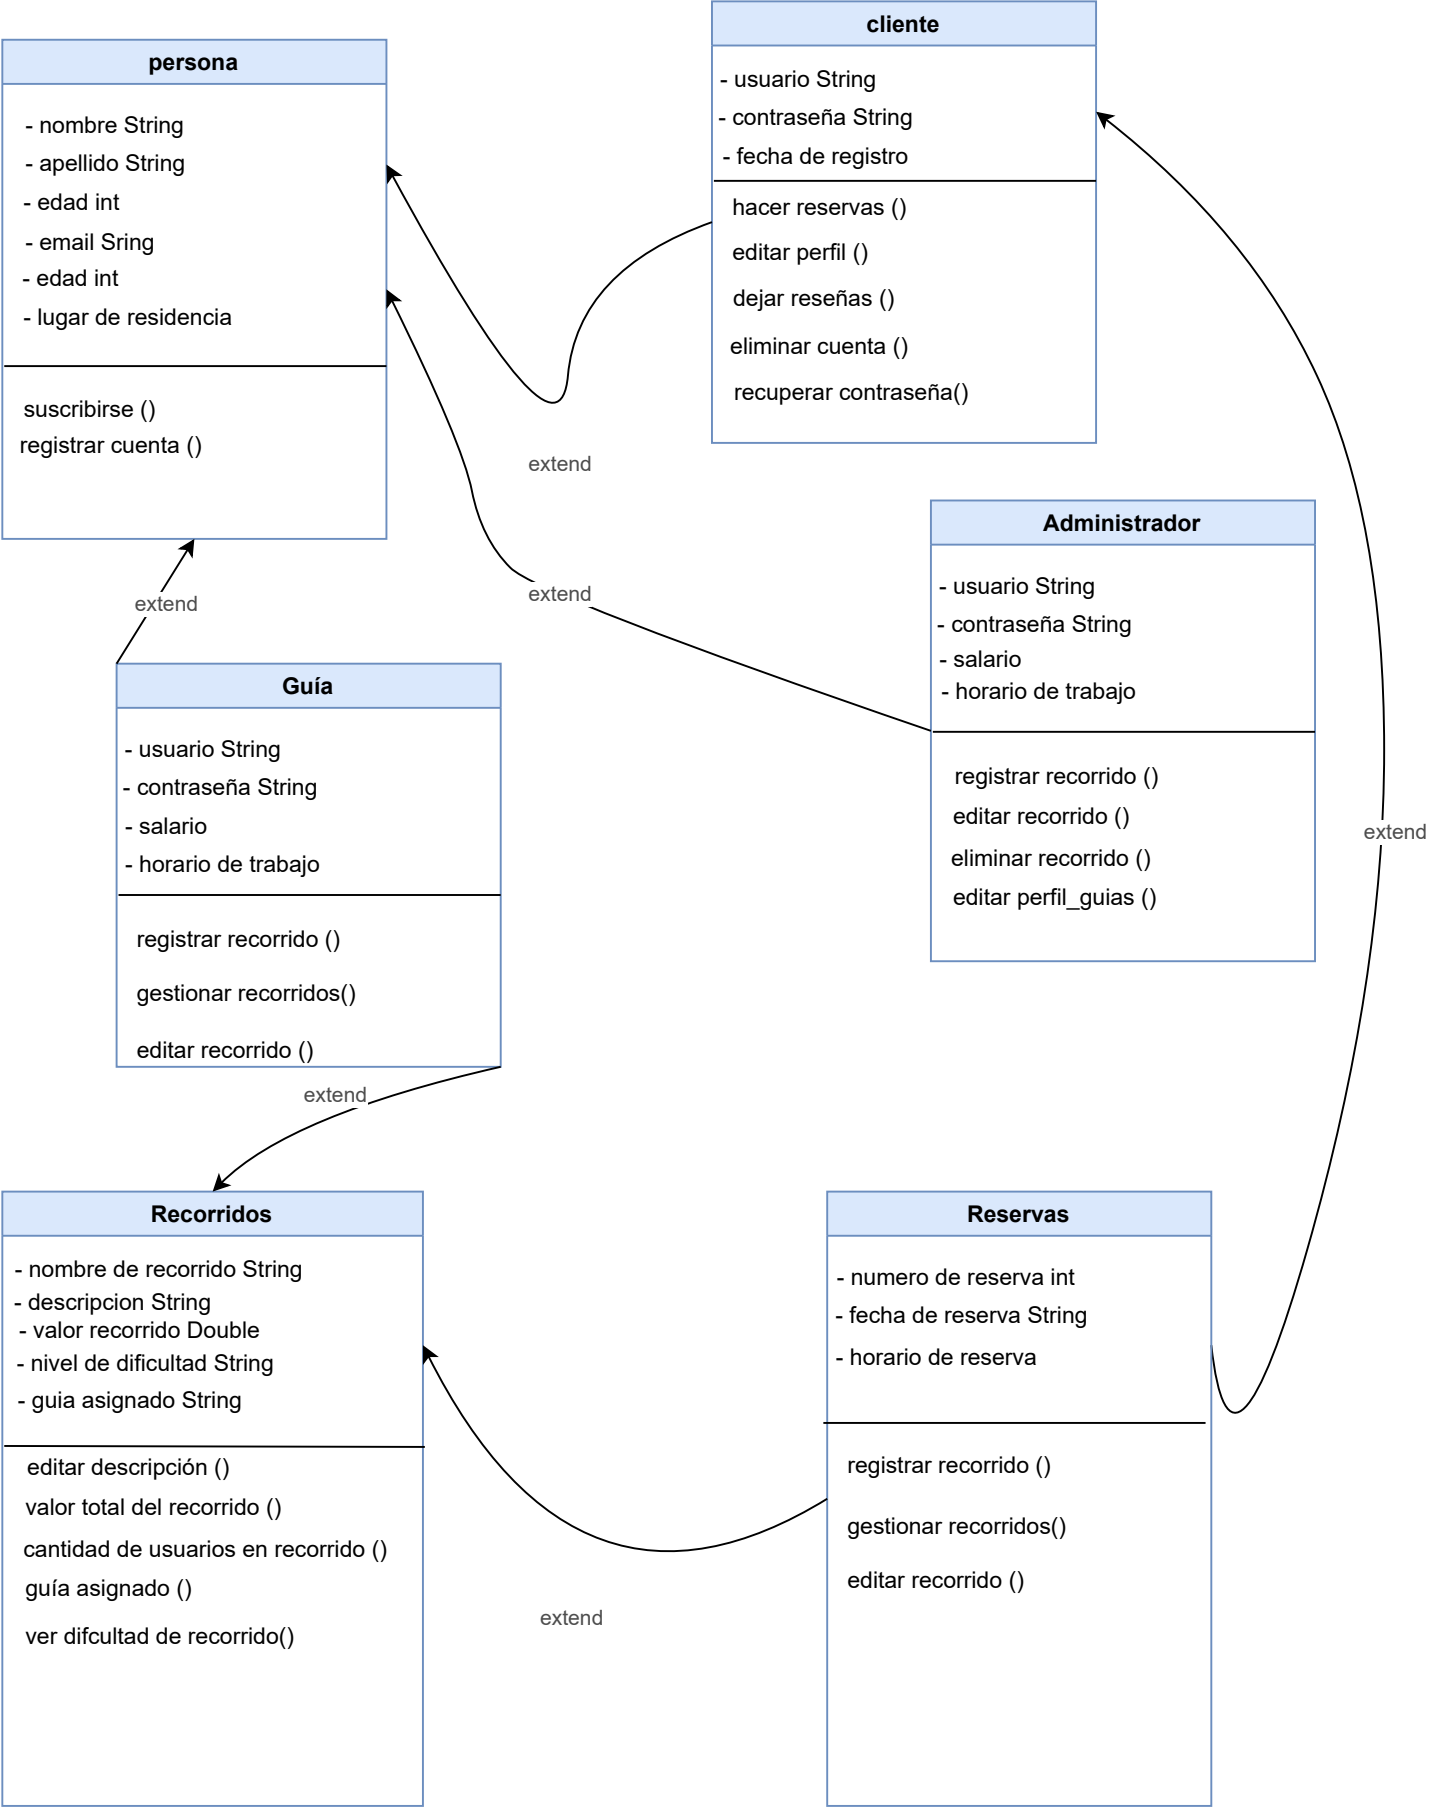 persona
- nombre String
- apellido String
- edad int
- email Sring
- edad int
- lugar de residencia
suscribirse ()
registrar cuenta ()
cliente
- usuario String
- contraseña String
- fecha de registro
hacer reservas ()
editar perfil ()
dejar reseñas ()
eliminar cuenta ()
recuperar contraseña()
extend
extend
extend
Administrador
- usuario String
- contraseña String
- salario
- horario de trabajo
registrar recorrido ()
editar recorrido ()
eliminar recorrido ()
editar perfil_guias ()
extend
Guía
- usuario String
- contraseña String
- salario
- horario de trabajo
registrar recorrido ()
gestionar recorridos()
editar recorrido ()
extend
Recorridos
- nombre de recorrido String
- descripcion String
- valor recorrido Double
- nivel de dificultad String
- guia asignado String
editar descripción ()
valor total del recorrido ()
cantidad de usuarios en recorrido ()
guía asignado ()
ver difcultad de recorrido()
extend
Reservas
- numero de reserva int
- fecha de reserva String
- horario de reserva
registrar recorrido ()
gestionar recorridos()
editar recorrido ()